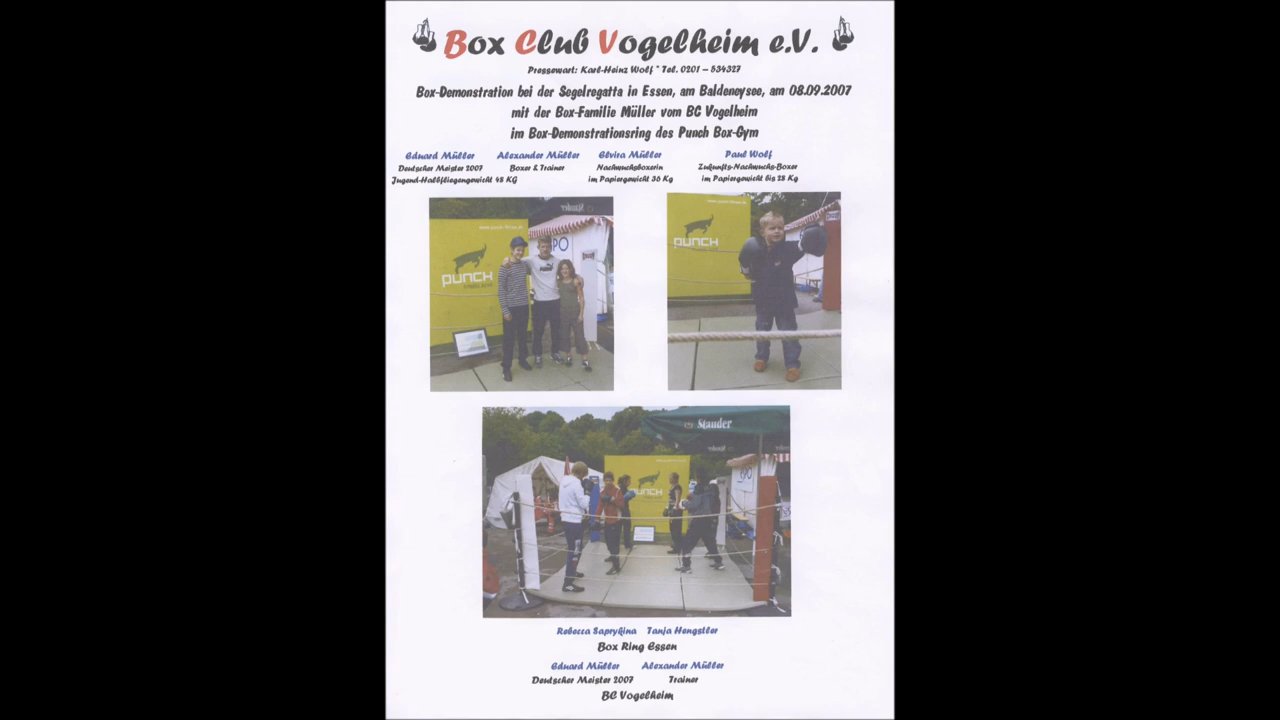 Box Club Vogelheim e.V.
Pressewart: Karl-Heinz Wolf * Tel. 0201 – 534327
Box-Demonstration bei der Segelregatta in Essen, am Baldeneysee, am 08.09.2007
mit der Box-Familie Müller vom BC Vogelheim
im Box-Demonstrationsring des Punch Box-Gym
Eduard Müller Alexander Müller Elvira Müller Paul Wolf
Deutscher Meister 2007 Boxer & Trainer Nachwuchsboxerin Zukunfts-Nachwuchs-Boxer
Jugend-Halbfliegengewicht 48 KG im Papiergewicht 36 Kg im Papiergewicht bis 28 Kg
PUNCH
PUNCH
Stauder
PUNCH
Rebecca Saprykina Tanja Hengstler
Box Ring Essen
Eduard Müller Alexander Müller
Deutscher Meister 2007 Trainer
BC Vogelheim